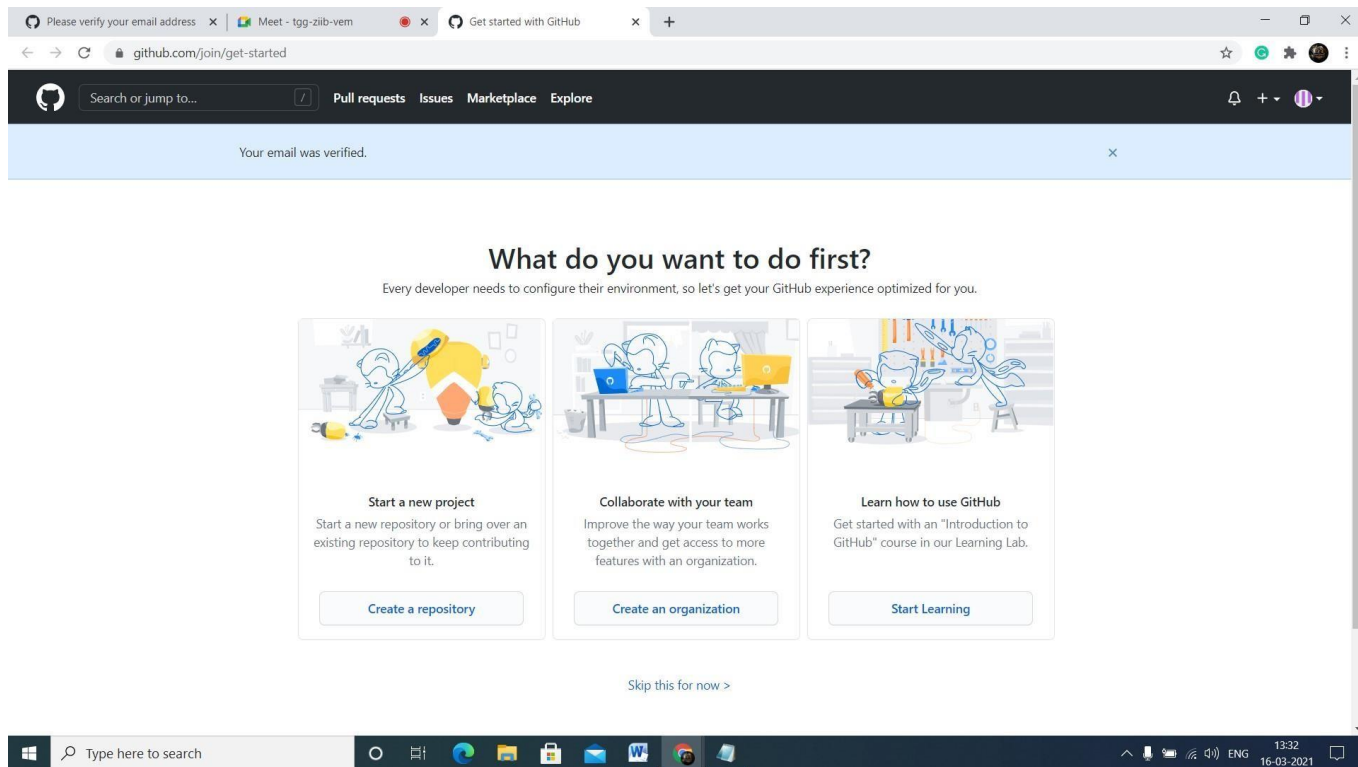 Please verify your email address
Meet - tgg-ziib-vem
Get started with GitHub
github.com/join/get-started
Search or jump to...
/
Pull requests Issues Marketplace Explore
Your email was verified.
What do you want to do first?
Every developer needs to configure their environment, so let's get your GitHub experience optimized for you.
Start a new project
Start a new repository or bring over an
existing repository to keep contributing
to it.
Create a repository
Collaborate with your team
Improve the way your team works
together and get access to more
features with an organization.
Create an organization
Learn how to use GitHub
Get started with an "Introduction to
GitHub" course in our Learning Lab.
Start Learning
Skip this for now >
Type here to search
ENG
13:32
16-03-2021